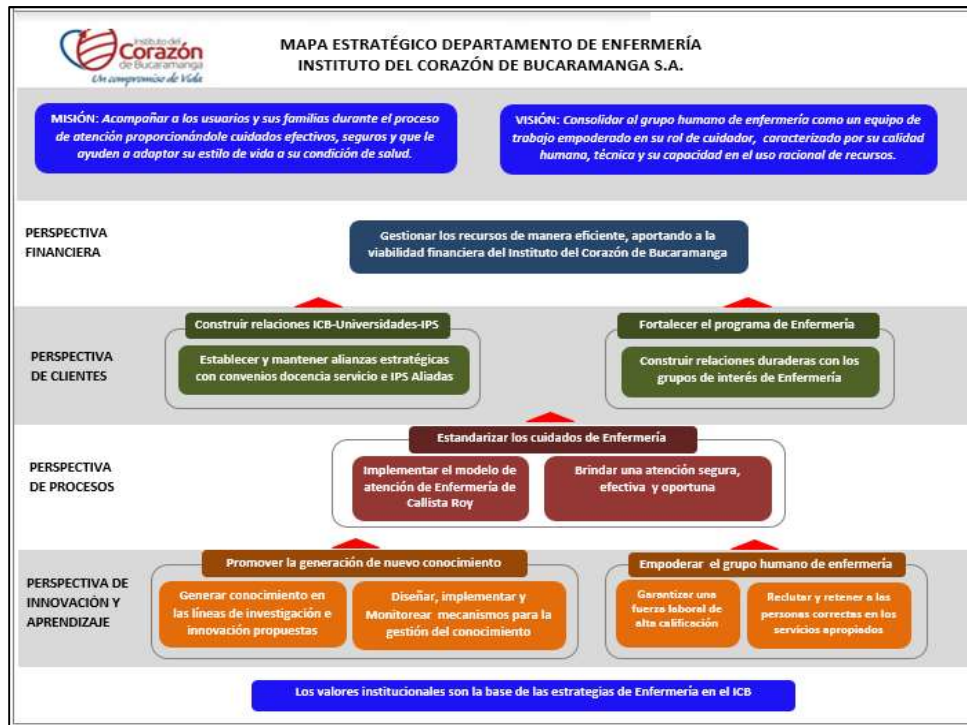 Instituto del
Corazón
de Bucaramanga
Un compromiso de Vida
MAPA ESTRATÉGICO DEPARTAMENTO DE ENFERMERÍA
INSTITUTO DEL CORAZÓN DE BUCARAMANGA S.A.
MISIÓN: Acompañar a los usuarios y sus familias durante el proceso
de atención proporcionándole cuidados efectivos, seguros y que le
ayuden a adaptar su estilo de vida a su condición de salud.
VISIÓN: Consolidar al grupo humano de enfermería como un equipo de
trabajo empoderado en su rol de cuidador, caracterizado por su calidad
humana, técnica y su capacidad en el uso racional de recursos.
PERSPECTIVA
FINANCIERA
Gestionar los recursos de manera eficiente, aportando a la
viabilidad financiera del Instituto del Corazón de Bucaramanga
PERSPECTIVA
DE CLIENTES
Construir relaciones ICB-Universidades-IPS
Establecer y mantener alianzas estratégicas
con convenios docencia servicio e IPS Aliadas
Fortalecer el programa de Enfermería
Construir relaciones duraderas con los
grupos de interés de Enfermería
PERSPECTIVA
DE PROCESOS
Estandarizar los cuidados de Enfermería
Implementar el modelo de
atención de Enfermería de
Callista Roy
Brindar una atención segura,
efectiva y oportuna
PERSPECTIVA DE
INNOVACIÓN Y
APRENDIZAJE
Promover la generación de nuevo conocimiento
Generar conocimiento en
las líneas de investigación e
innovación propuestas
Diseñar, implementar y
Monitorear mecanismos para la
gestión del conocimiento
Empoderar el grupo humano de enfermería
Garantizar una
fuerza laboral de
alta calificación
Reclutar y retener a las
personas correctas en los
servicios apropiados
Los valores institucionales son la base de las estrategias de Enfermería en el ICB